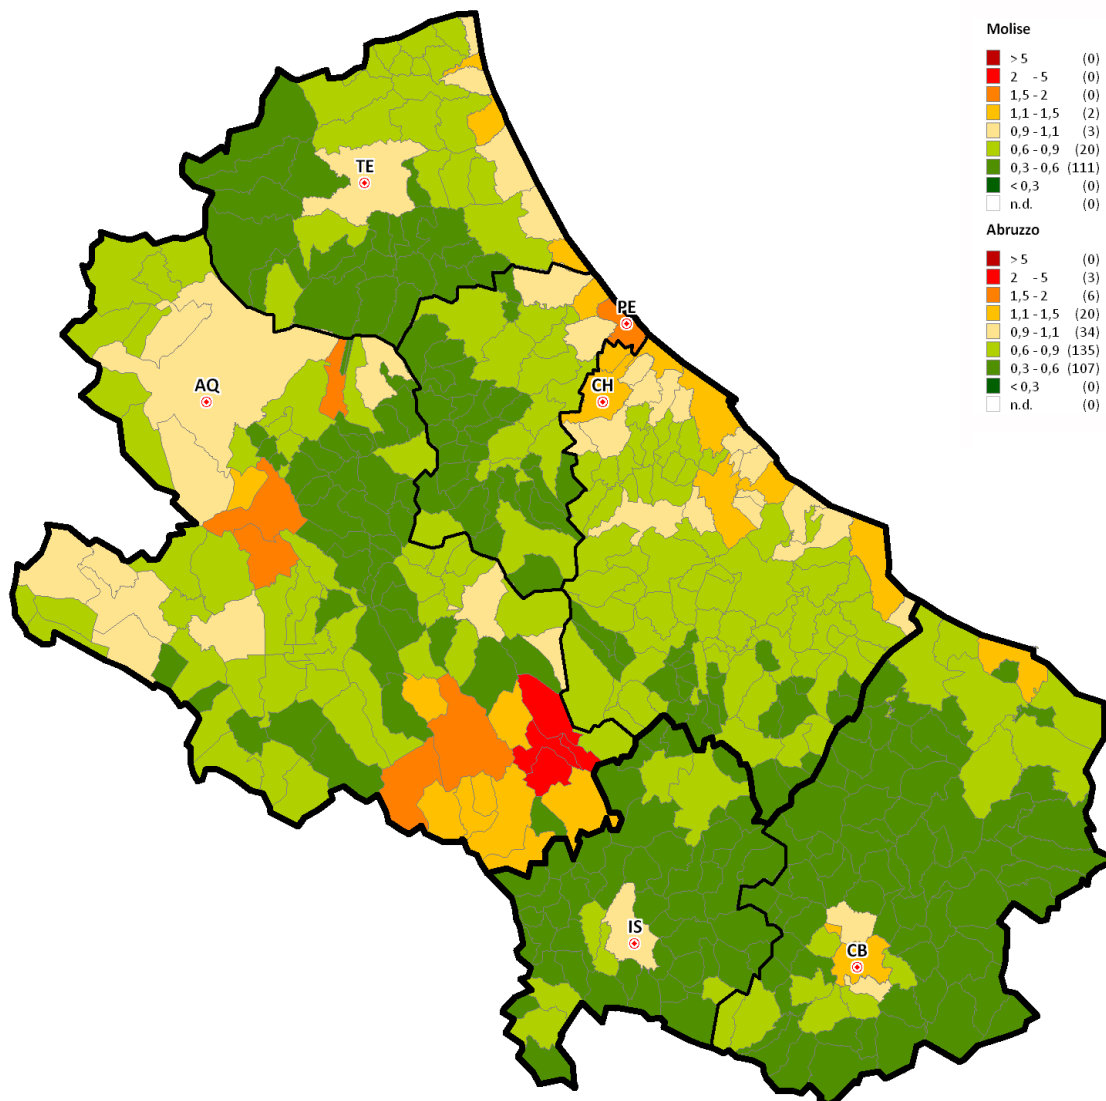 Molise
> 5 (0)
2 - 5 (0)
1,5 - 2 (0)
1,1 - 1,5 (2)
0,9 - 1,1 (3)
0,6 - 0,9 (20)
0,3 - 0,6 (111)
< 0,3 (0)
n.d. (0)
Abruzzo
> 5 (0)
2 - 5 (3)
1,5 - 2 (6)
1,1 - 1,5 (20)
0,9 - 1,1 (34)
0,6 - 0,9 (135)
0,3 - 0,6 (107)
< 0,3 (0)
n.d. (0)
TE
PE
AQ
CH
IS
CB